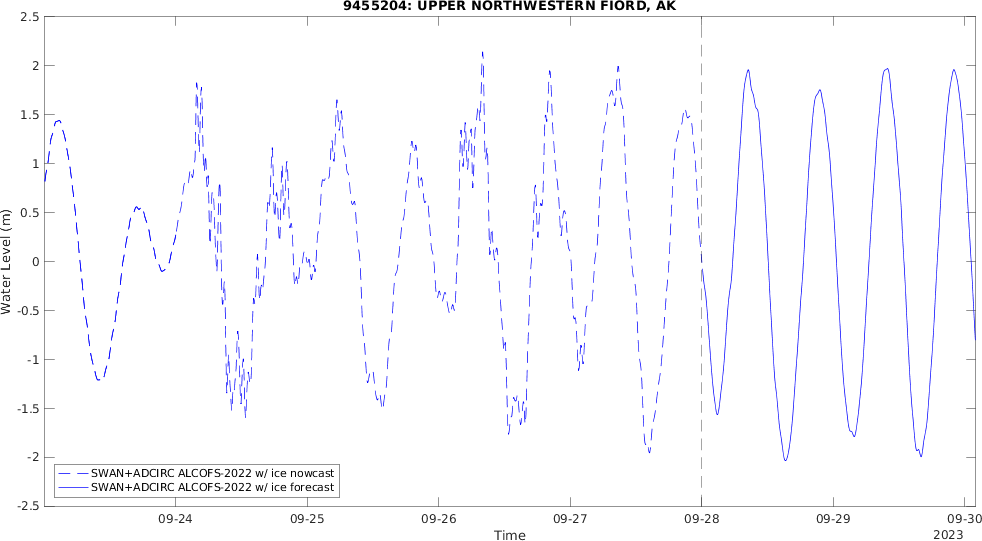 9455204: UPPER NORTHWESTERN FIORD, AK
2.5
2
1.5
1
0.5
0
-0.5
-1
-1.5
-2
-2.5
Water Level (m)
SWAN+ADCIRC ALCOFS-2022 w/ ice nowcast
SWAN+ADCIRC ALCOFS-2022 w/ ice forecast
09-24 09-25 09-26 09-27 09-28 09-29 09-30
Time
2023